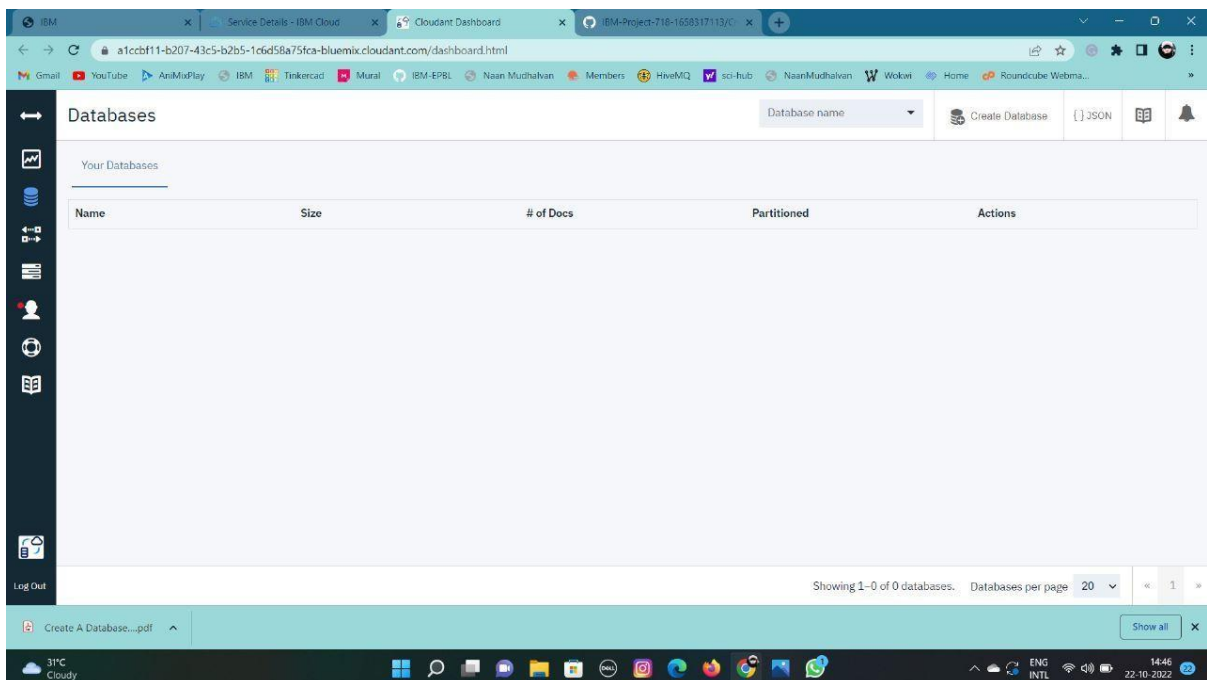 IBM
Service Details - IBM Cloud
Cloudant Dashboard
IBM-Project-718-1658317113/C
a1ccbf11-b207-43c5-b2b5-1c6d58a75fca-bluemix.cloudant.com/dashboard.html
Gmail YouTube AniMixPlay IBM Tinkercad Mural IBM-EPBL Naan Mudhalvan Members HiveMQ sci-hub NaanMudhalvan Wokwi Home Roundcube Webma... »
Databases
Database name
Create Database
{ } JSON
Your Databases
Name Size # of Docs Partitioned Actions
Showing 1–0 of 0 databases. Databases per page 20 « 1 »
Log Out
Create A Database....pdf
Show all
31°C
Cloudy
DELL
1
ENG
INTL
14:46
22-10-2022
22